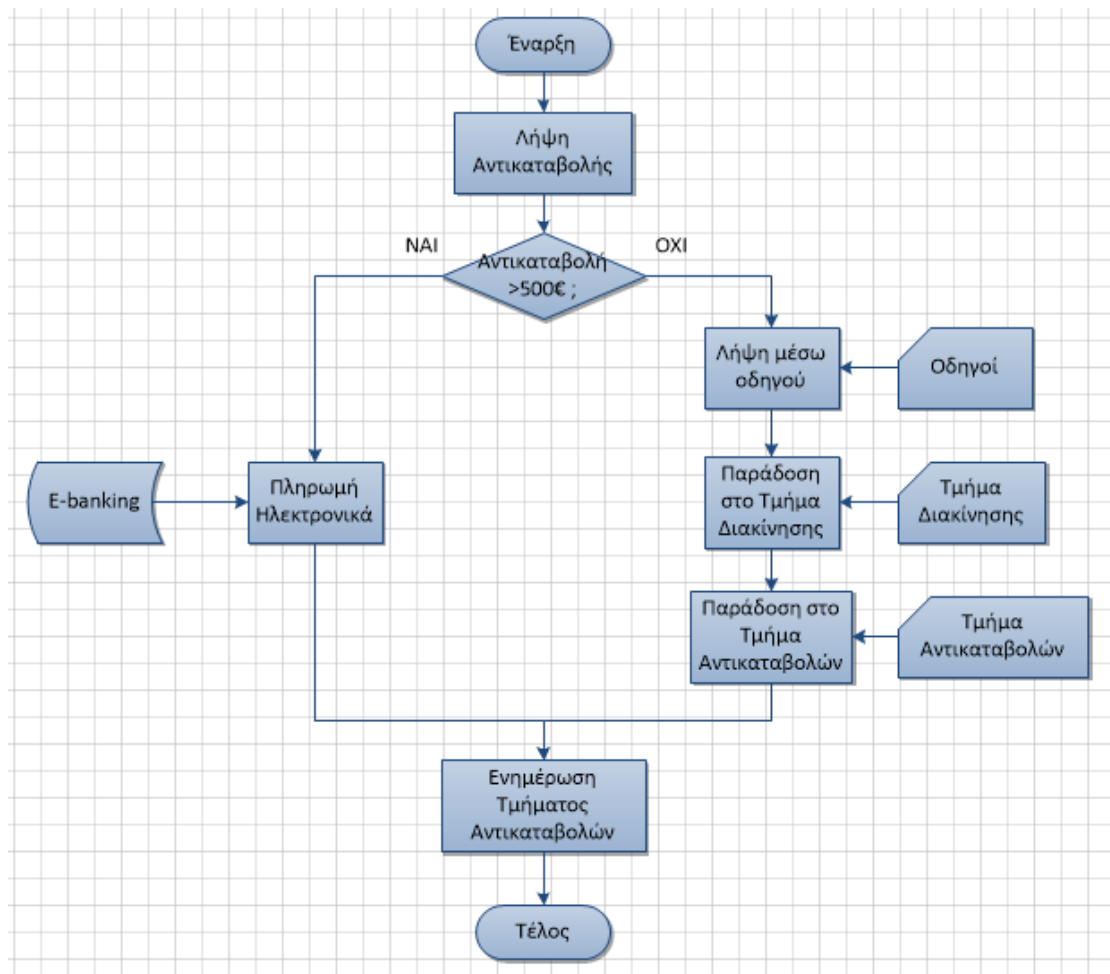 Έναρξη
Λήψη
Αντικαταβολής
ΝΑΙ
ΟΧΙ
Αντικαταβολή
>500€ ;
Λήψη μέσω
οδηγού
Οδηγοί
E-banking
Πληρωμή
Ηλεκτρονικά
Παράδοση
στο Τμήμα
Διακίνησης
Τμήμα
Διακίνησης
Παράδοση στο
Τμήμα
Αντικαταβολών
Τμήμα
Αντικαταβολών
Ενημέρωση
Τμήματος
Αντικαταβολών
Τέλος